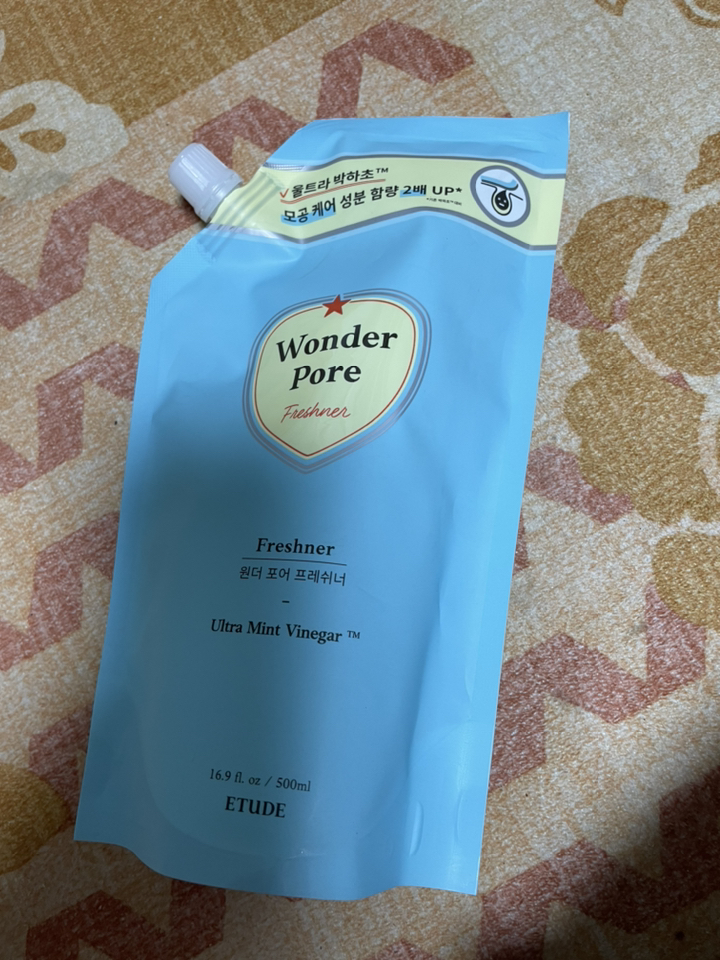 울트라 박하초™
모공 케어 성분 함량 2배 UP*
Wonder
Pore
Freshner
Freshner
원더 포어 프레쉬너
-
Ultra Mint Vinegar ™
16.9 fl. oz / 500ml
ETUDE